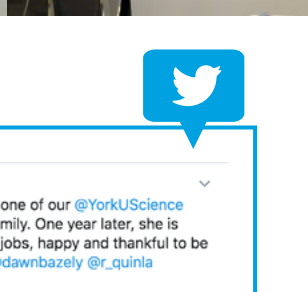 one of our @YorkUScience
mily. One year later, she is
jobs, happy and thankful to be
@dawnbazely @r_quinla